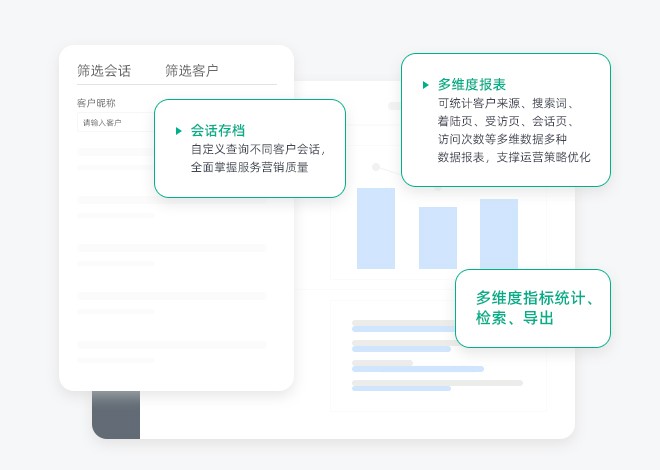 筛选会话 筛选客户
客户昵称
请输入客户
会话存档
自定义查询不同客户会话，
全面掌握服务营销质量
多维度报表
可统计客户来源、搜索词、
着陆页、受访页、会话页、
访问次数等多维数据多种
数据报表，支撑运营策略优化
多维度指标统计、
检索、导出